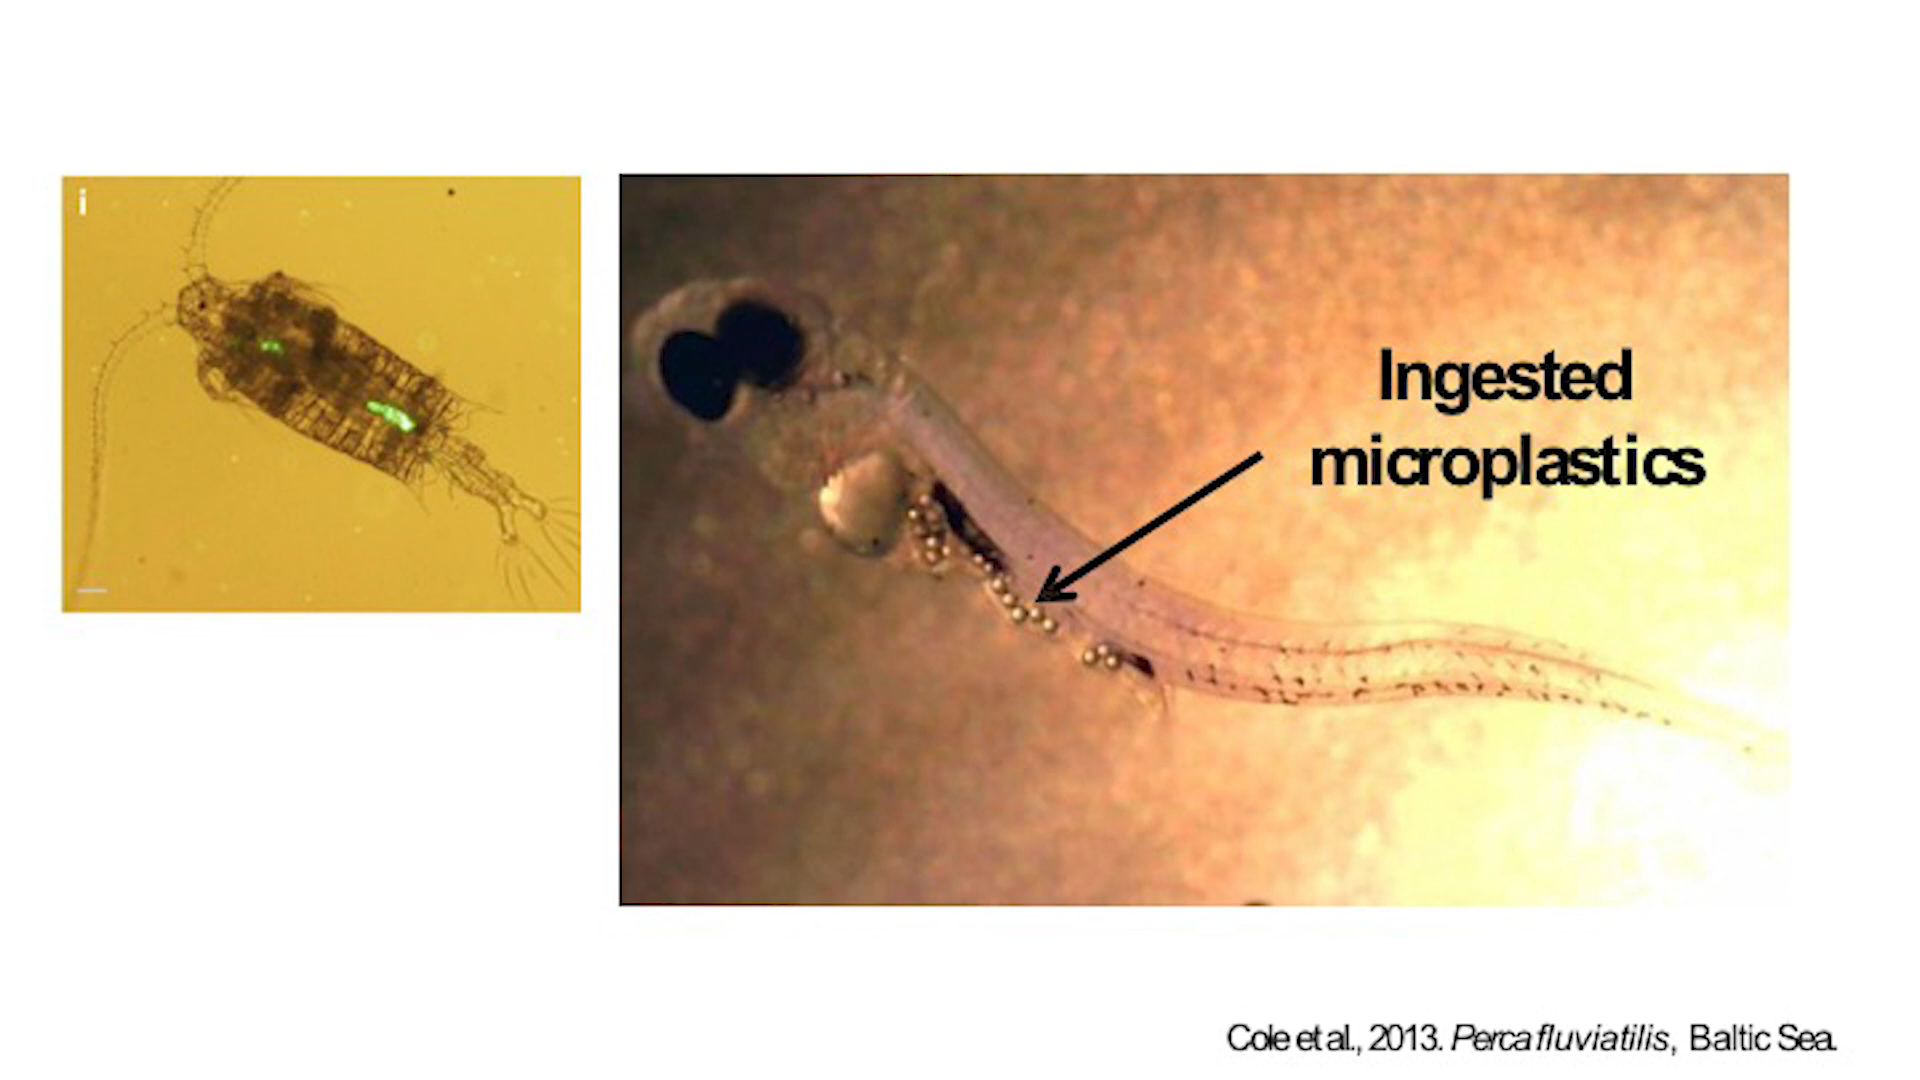 i
Ingested
microplastics
Cole et al., 2013. Perca fluviatilis, Baltic Sea.